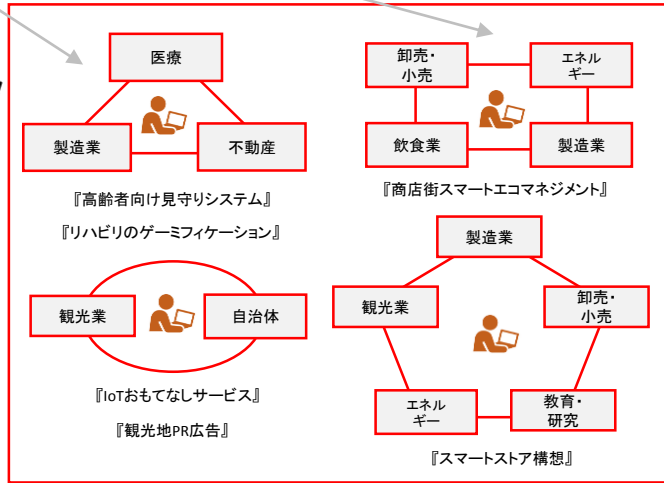 医療
製造業
不動産
『高齢者向け見守りシステム』
『リハビリのゲーミフィケーション』
卸売・
小売
エネル
ギー
飲食業
製造業
『商店街スマートエコマネジメント』
観光業
自治体
『IoTおもてなしサービス』
『観光地PR広告』
製造業
観光業
卸売・
小売
エネル
ギー
教育・
研究
『スマートストア構想』